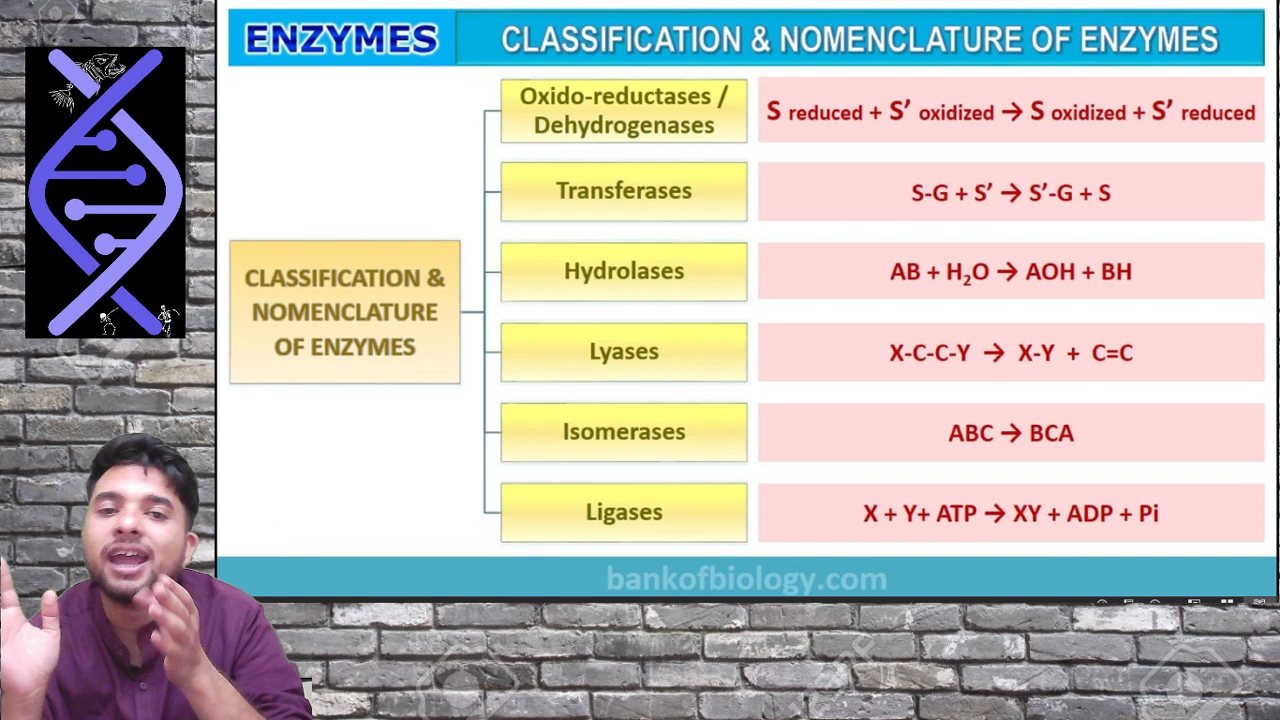 ENZYMES
CLASSIFICATION & NOMENCLATURE OF ENZYMES
Oxido-reductases /
Dehydrogenases
S reduced + S’ oxidized → S oxidized + S’ reduced
Transferases
S-G + S’ → S’-G + S
Hydrolases
AB + H₂O → AOH + BH
CLASSIFICATION &
NOMENCLATURE
OF ENZYMES
Lyases
X-C-C-Y → X-Y + C=C
Isomerases
ABC → BCA
Ligases
X + Y+ ATP → XY + ADP + Pi
bankofbiology.com